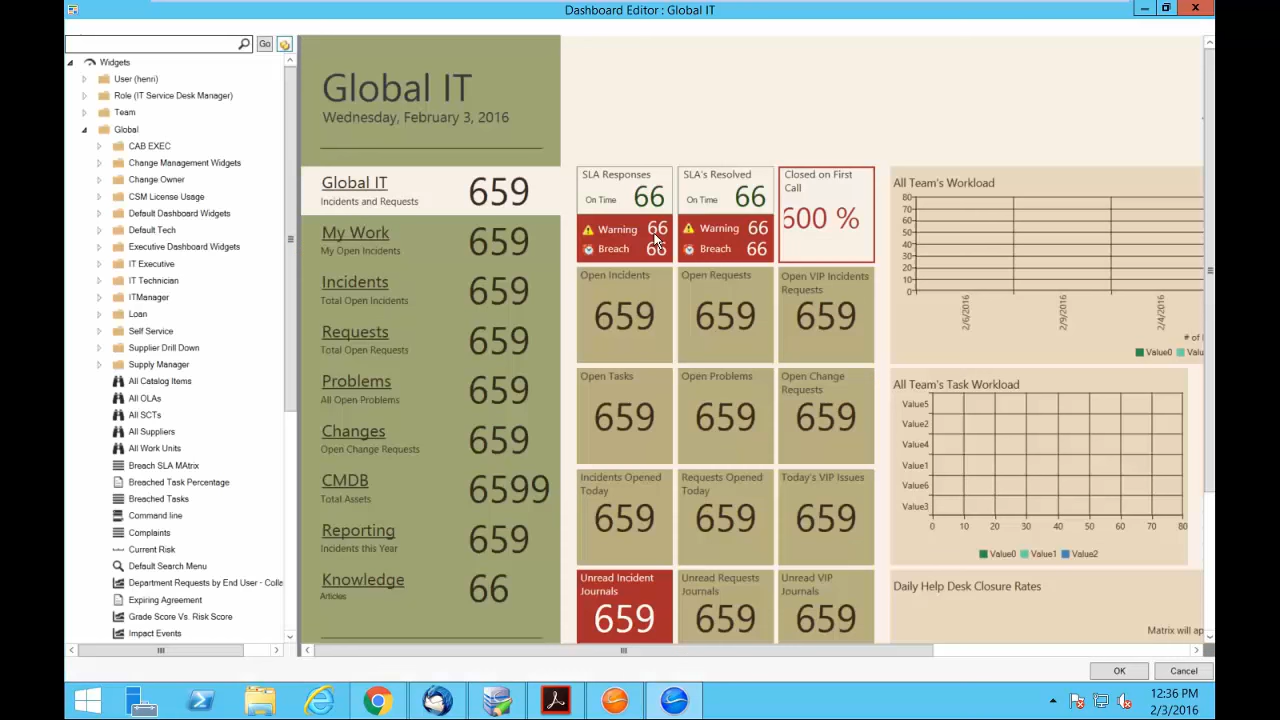 Dashboard Editor : Global IT
Go
Widgets
User (henri)
Role (IT Service Desk Manager)
Team
Global
CAB EXEC
Change Management Widgets
Change Owner
CSM License Usage
Default Dashboard Widgets
Default Tech
Executive Dashboard Widgets
IT Executive
IT Technician
ITManager
Loan
Self Service
Supplier Drill Down
Supply Manager
All Catalog Items
All OLAs
All SCTs
All Suppliers
All Work Units
Breach SLA MAtrix
Breached Task Percentage
Breached Tasks
Command line
Complaints
Current Risk
Default Search Menu
Department Requests by End User - Colla
Expiring Agreement
Grade Score Vs. Risk Score
Impact Events
Global IT
Wednesday, February 3, 2016
Global IT 659
Incidents and Requests
My Work 659
My Open Incidents
Incidents 659
Total Open Incidents
Requests 659
Total Open Requests
Problems 659
All Open Problems
Changes 659
Open Change Requests
CMDB 6599
Total Assets
Reporting 659
Incidents this Year
Knowledge 66
Articles
SLA Responses
On Time 66
Warning 66
Breach 66
SLA's Resolved
On Time 66
Warning 66
Breach 66
Closed on First
Call
600 %
Open Incidents
659
Open Requests
659
Open VIP Incidents
Requests
659
Open Tasks
659
Open Problems
659
Open Change
Requests
659
Incidents Opened
Today
659
Requests Opened
Today
659
Today's VIP Issues
659
Unread Incident
Journals
659
Unread Requests
Journals
659
Unread VIP
Journals
659
All Team's Workload
80
70
60
50
40
30
20
10
0
2/6/2016
2/9/2016
2/4/2016
# of
Value0 Valu
All Team's Task Workload
Value5
Value2
Value4
Value1
Value6
Value3
0 10 20 30 40 50 60 70 80
Value0 Value1 Value2
Daily Help Desk Closure Rates
Matrix will ap
OK Cancel
12:36 PM
2/3/2016